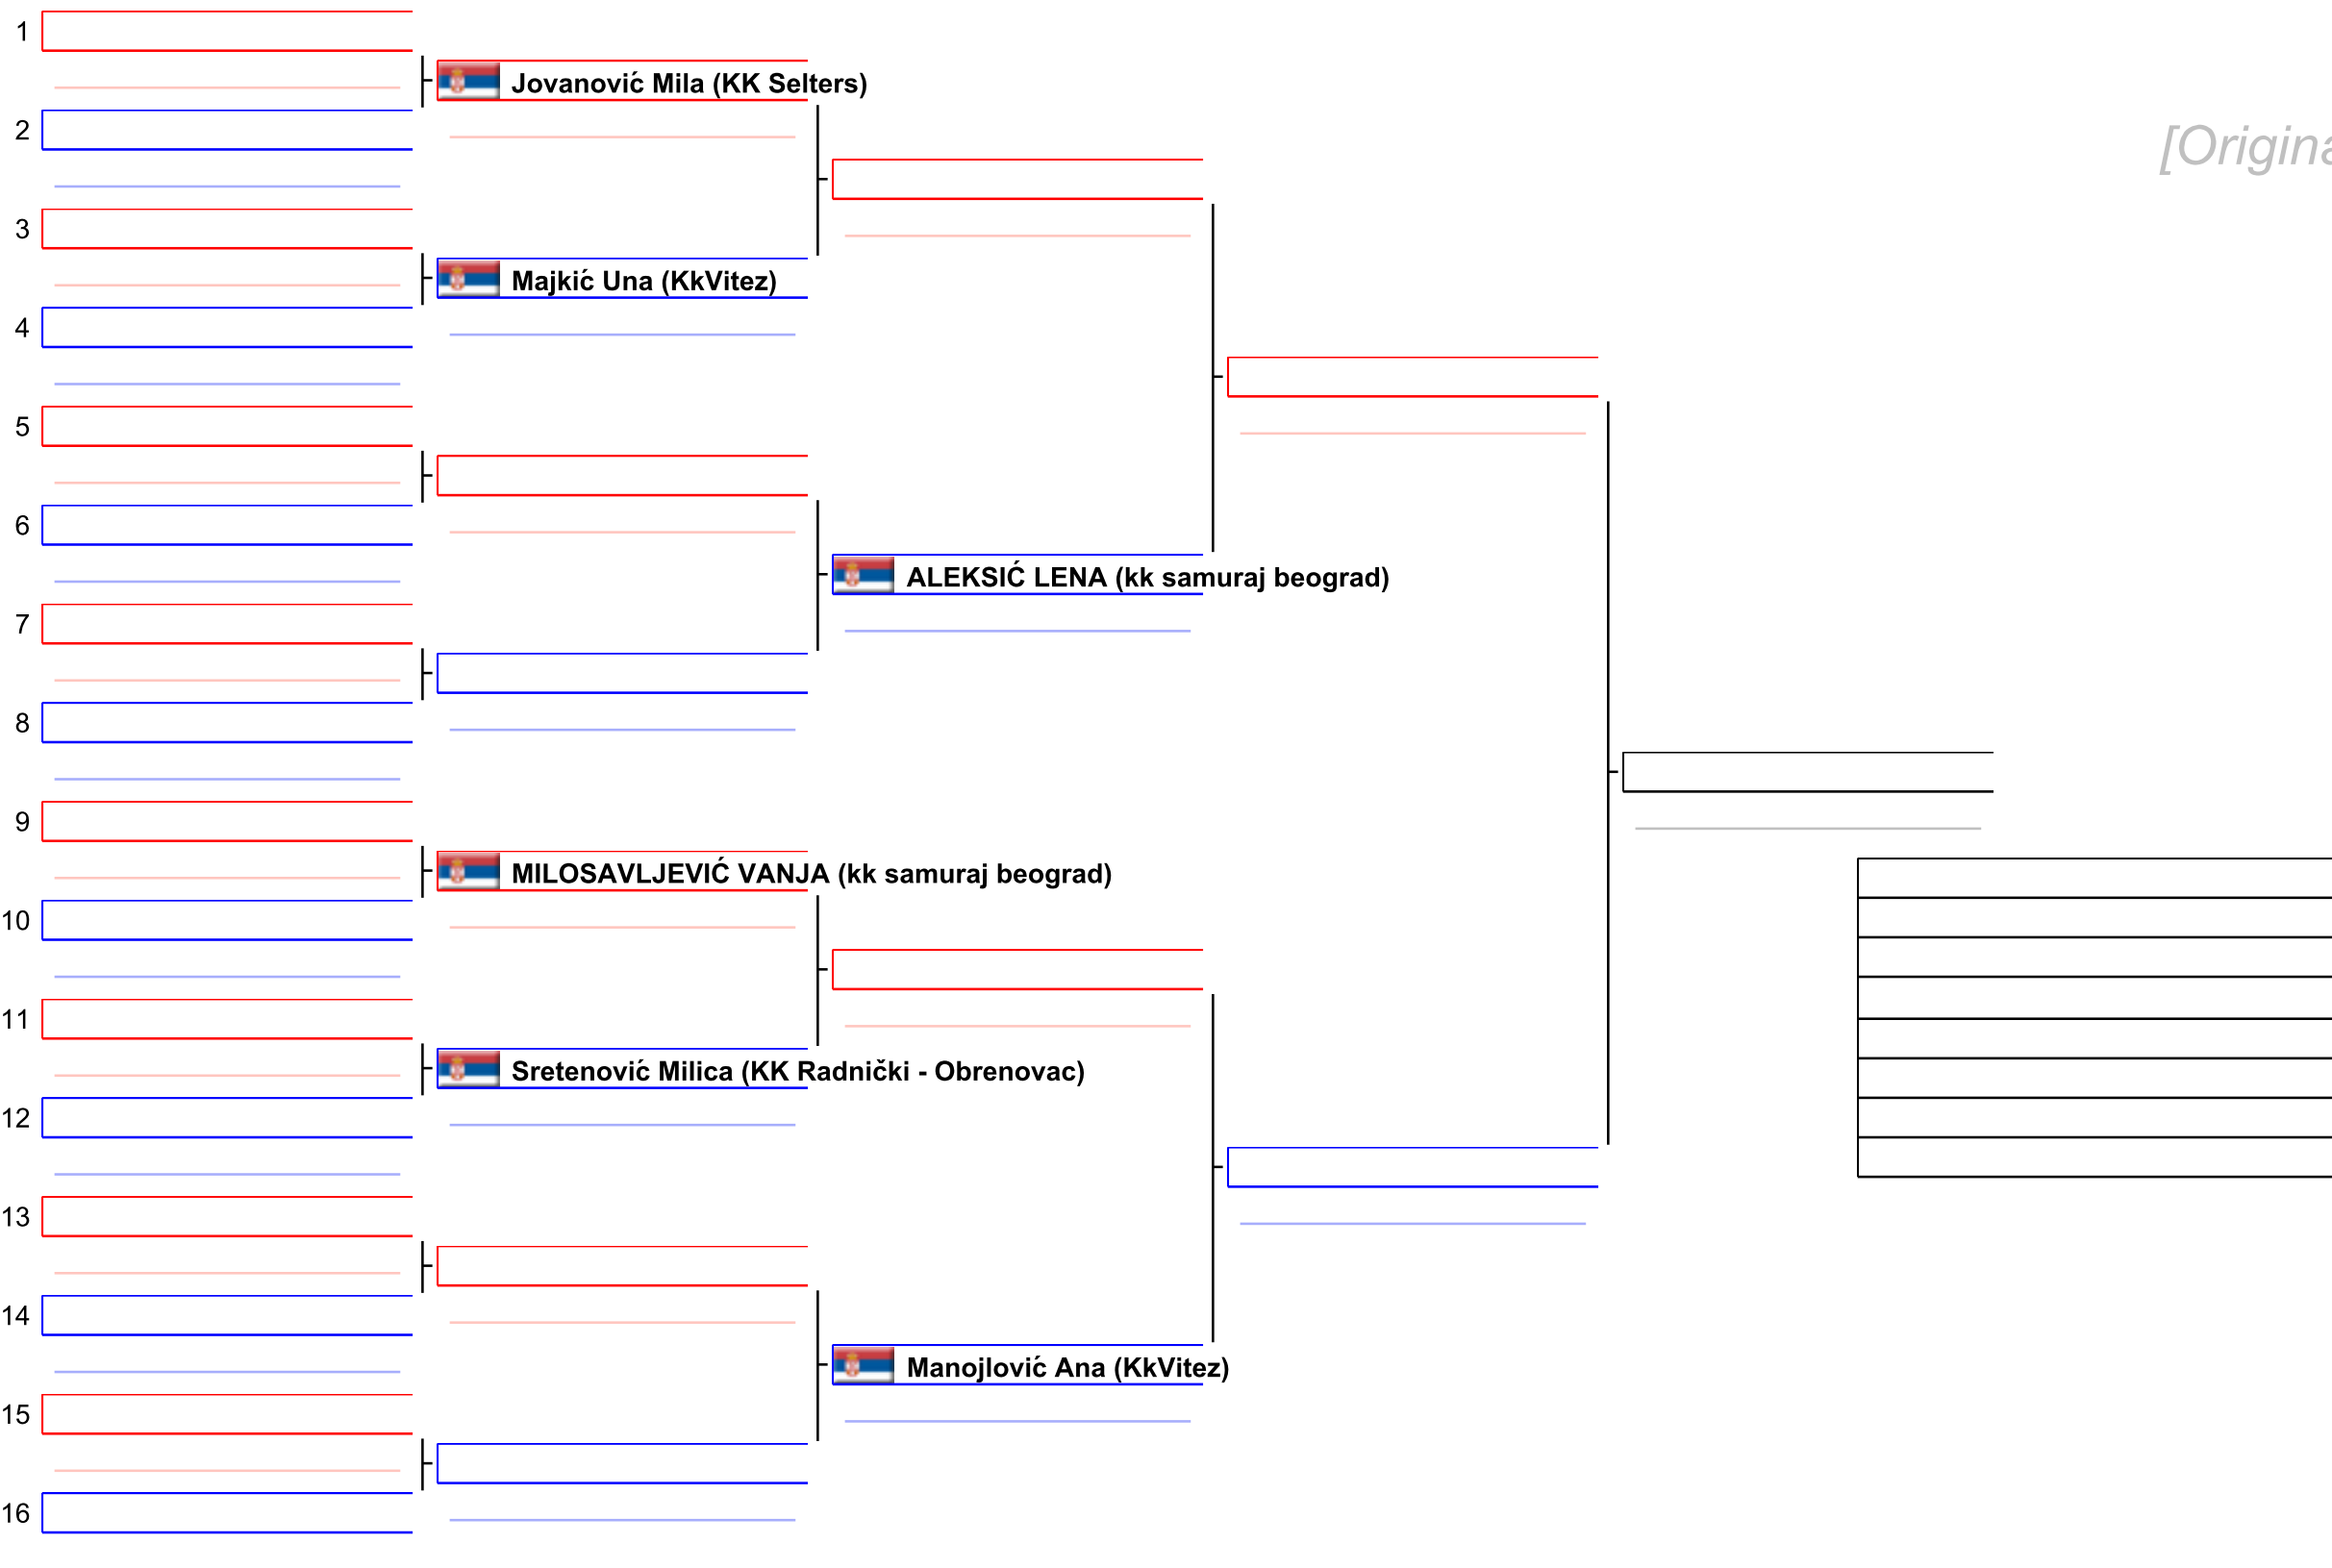 1
Jovanović Mila (KK Selters)
2
[Origina
3
Majkić Una (KkVitez)
4
5
6
ALEKSIĆ LENA (kk samuraj beograd)
7
8
9
MILOSAVLJEVIĆ VANJA (kk samuraj beograd)
10
11
Sretenović Milica (KK Radnički - Obrenovac)
12
13
14
Manojlović Ana (KkVitez)
15
16